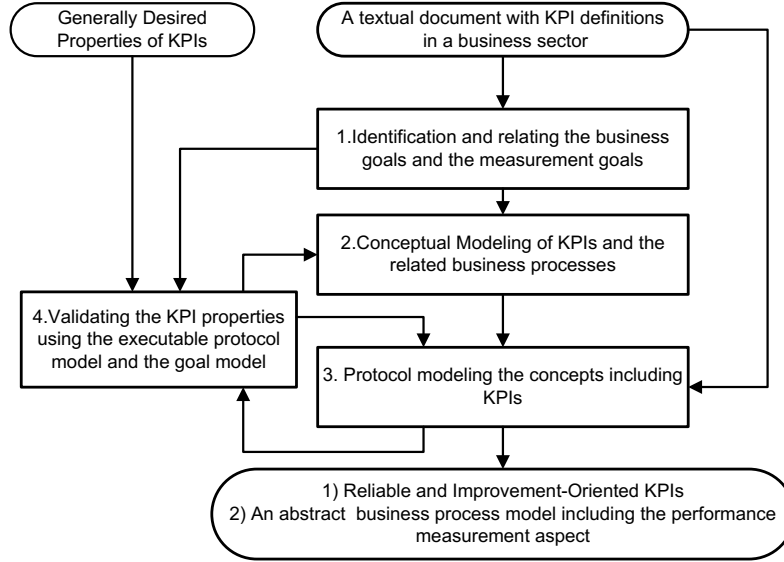 Generally Desired
Properties of KPIs
A textual document with KPI definitions
in a business sector
1.Identification and relating the business
goals and the measurement goals
2.Conceptual Modeling of KPIs and the
related business processes
4.Validating the KPI properties
using the executable protocol
model and the goal model
3. Protocol modeling the concepts including
KPIs
1) Reliable and Improvement-Oriented KPIs
2) An abstract business process model including the performance
measurement aspect